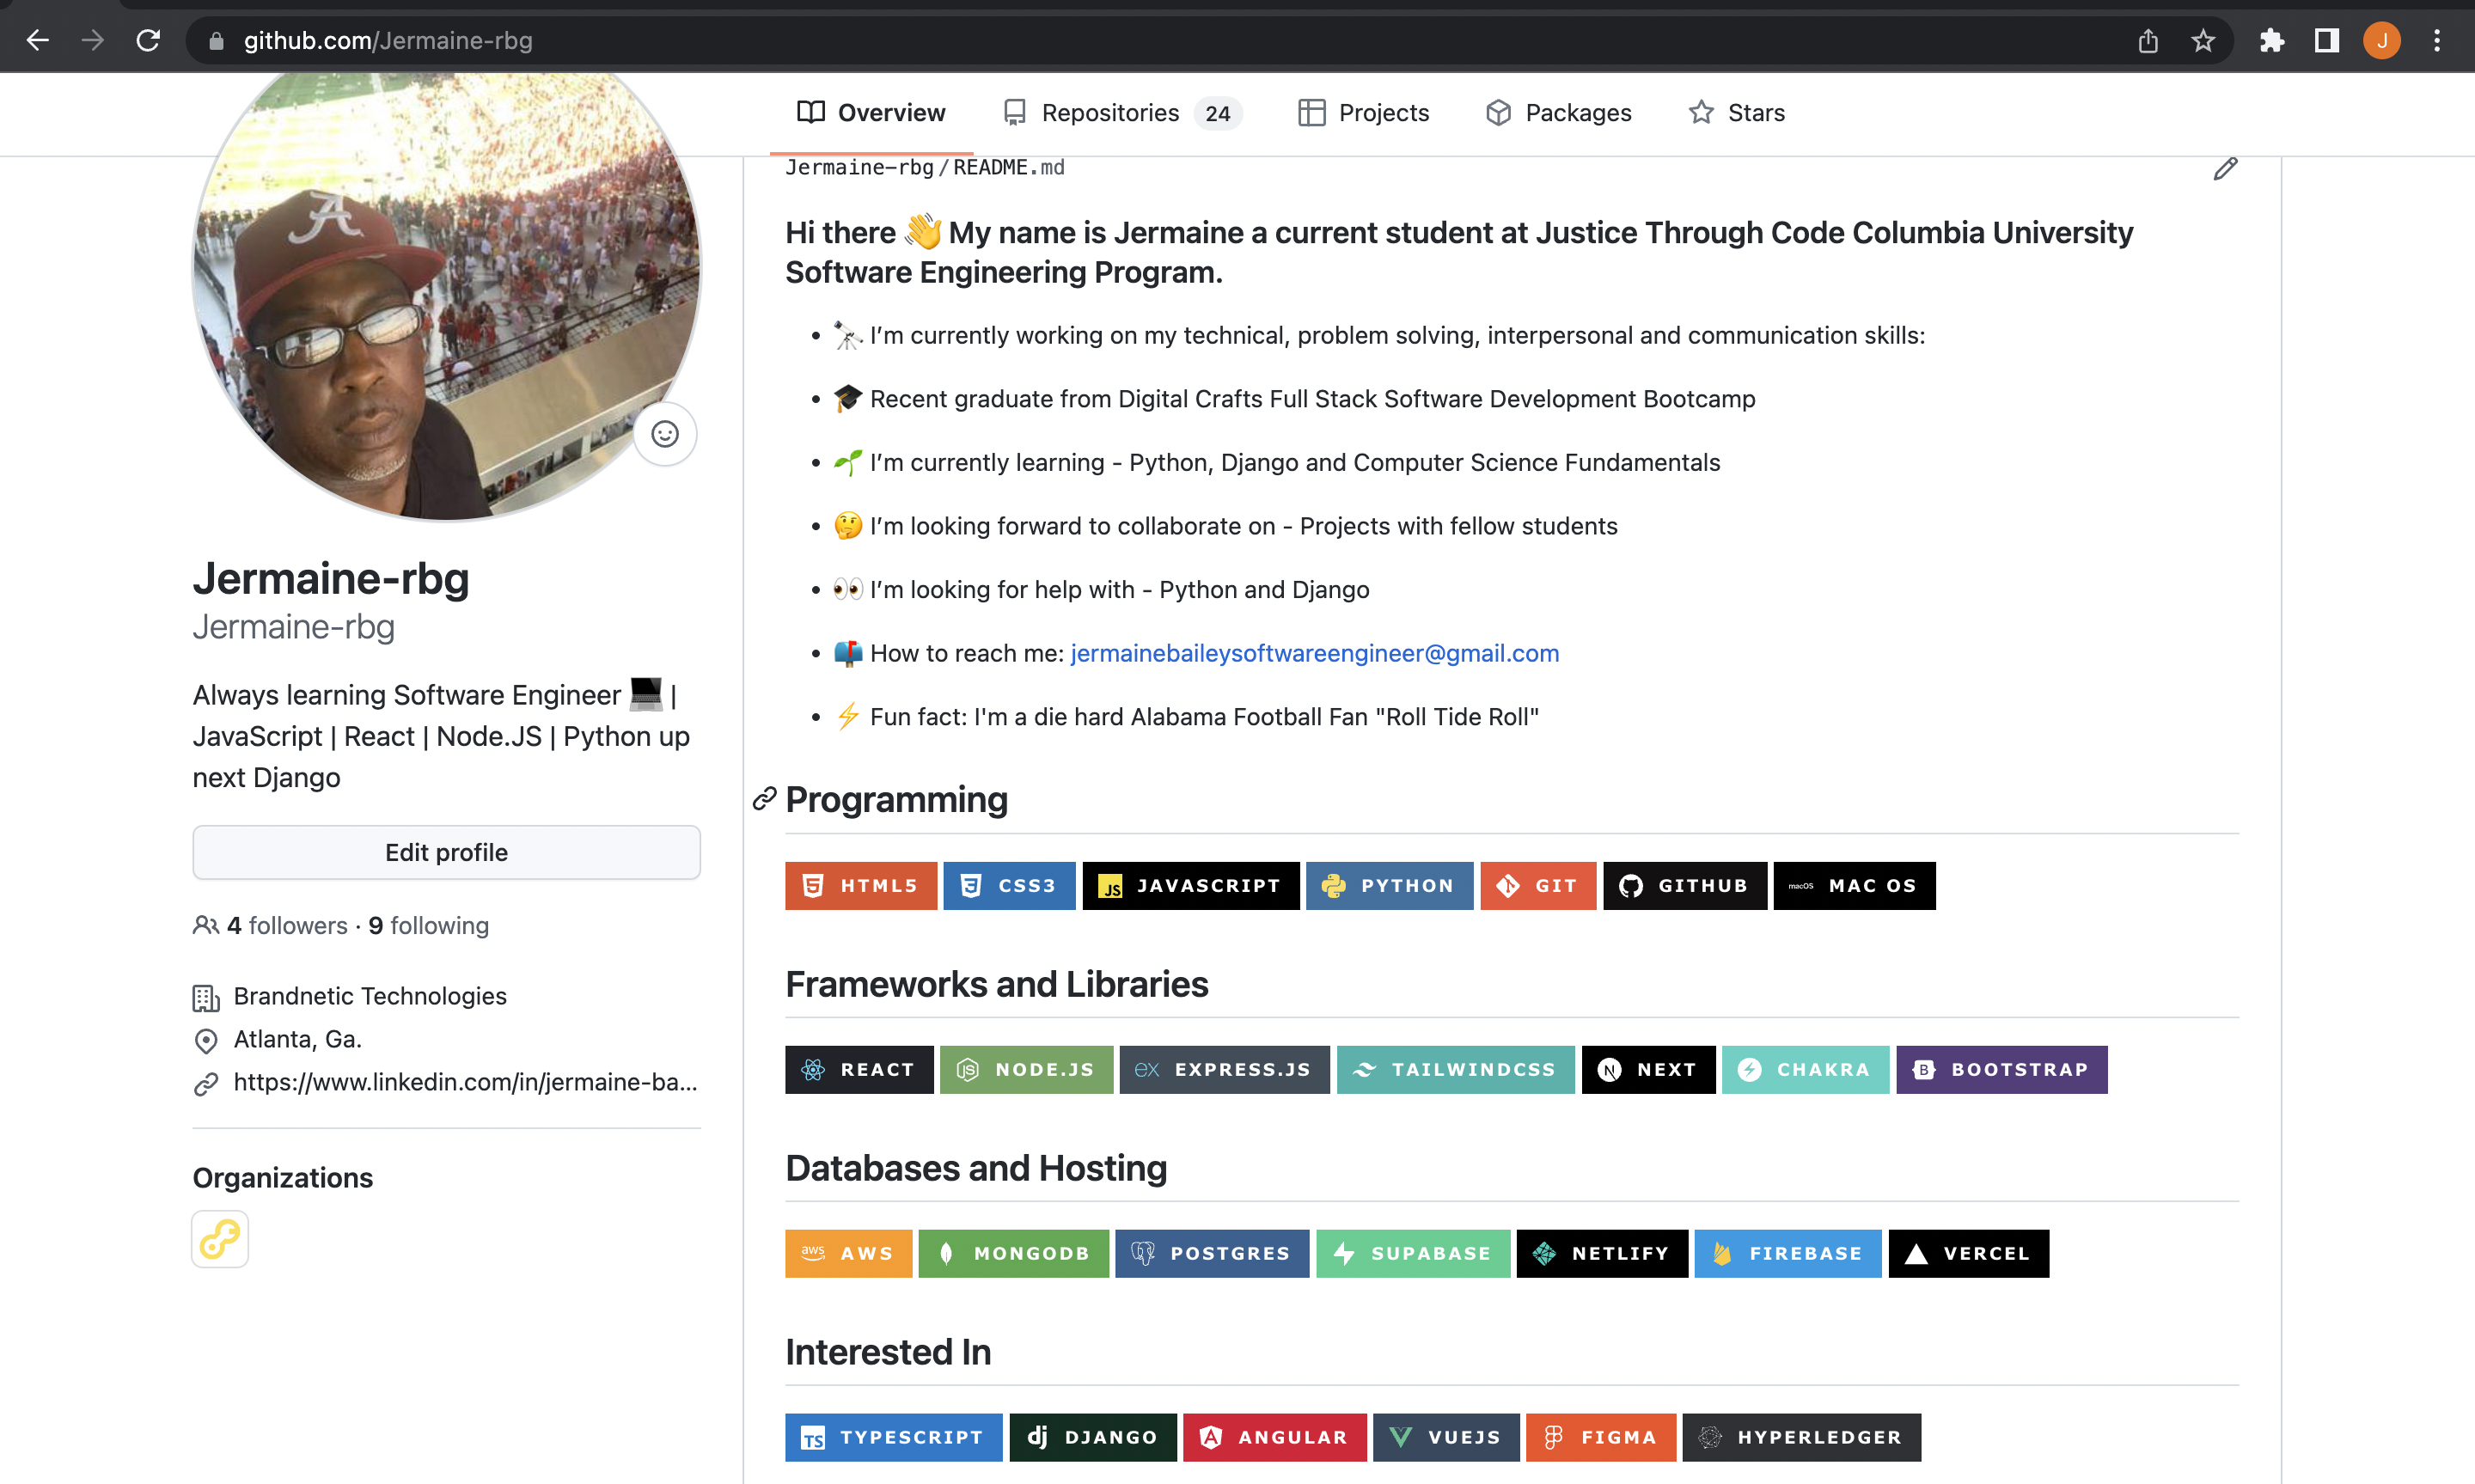 github.com/Jermaine-rbg
J
Overview
Repositories 24
Projects
Packages
Stars
A
Jermaine-rbg
Jermaine-rbg
Always learning Software Engineer 💻 |
JavaScript | React | Node.JS | Python up
next Django
Edit profile
4 followers · 9 following
Brandnetic Technologies
Atlanta, Ga.
https://www.linkedin.com/in/jermaine-ba...
Organizations
Jermaine-rbg/README.md
Hi there 👋 My name is Jermaine a current student at Justice Through Code Columbia University
Software Engineering Program.
• 🔭 I’m currently working on my technical, problem solving, interpersonal and communication skills:
• 🎓 Recent graduate from Digital Crafts Full Stack Software Development Bootcamp
• 🌱 I’m currently learning - Python, Django and Computer Science Fundamentals
• 🤔 I’m looking forward to collaborate on - Projects with fellow students
• 👀 I’m looking for help with - Python and Django
• 📫 How to reach me: jermainebaileysoftwareengineer@gmail.com
• ⚡ Fun fact: I'm a die hard Alabama Football Fan "Roll Tide Roll"
Programming
5 HTML5 3 CSS3 JS JAVASCRIPT PYTHON GIT GITHUB macOS MAC OS
Frameworks and Libraries
REACT JS NODE.JS ex EXPRESS.JS TAILWINDCSS N NEXT CHAKRA B BOOTSTRAP
Databases and Hosting
aws AWS MONGODB POSTGRES SUPABASE NETLIFY FIREBASE VERCEL
Interested In
TS TYPESCRIPT dj DJANGO A ANGULAR VUEJS FIGMA HYPERLEDGER